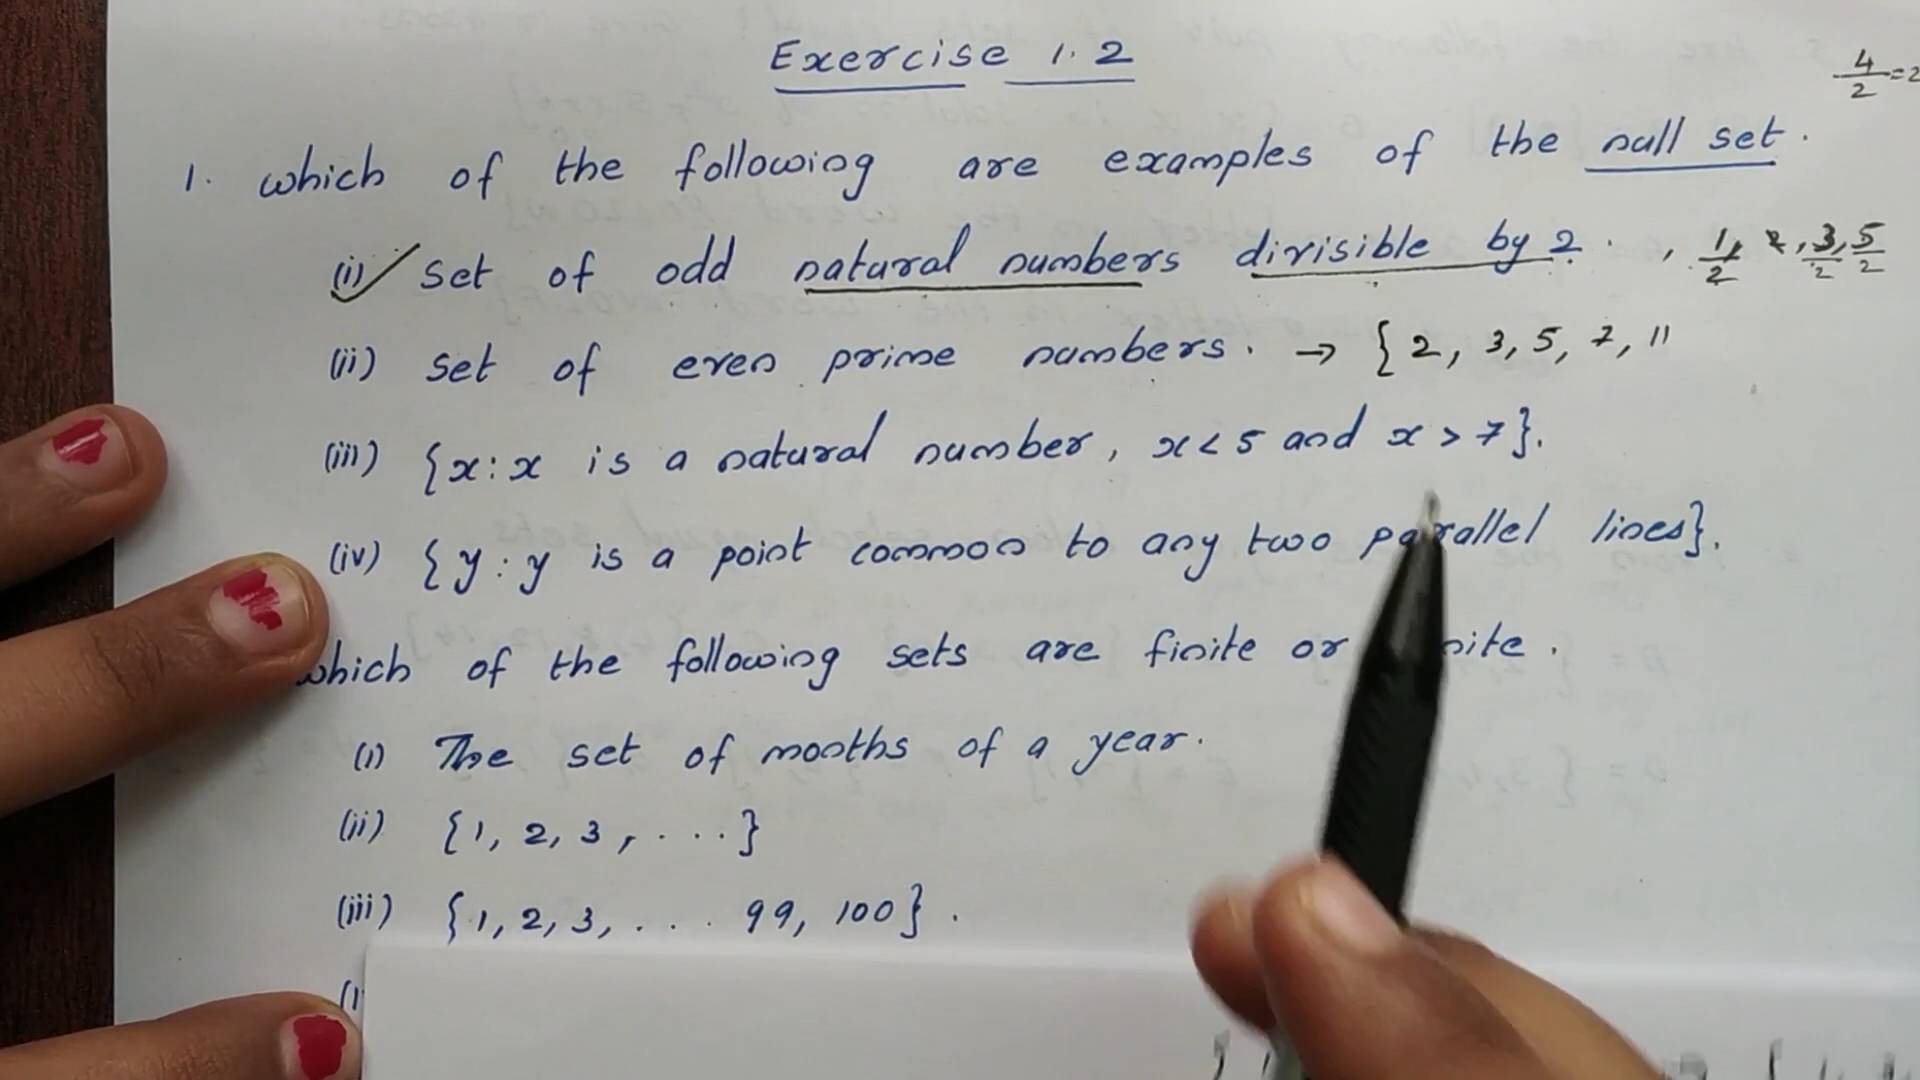 Exercise 1.2
4/2 = 2
1. which of the following are examples of the null set.
(i) set of odd natural numbers divisible by 2. , 1/2, 2, 3/2, 5/2
(ii) set of even prime numbers. → {2, 3, 5, 7, 11
(iii) {x : x is a natural number, x < 5 and x > 7}.
(iv) {y : y is a point common to any two parallel lines}.
which of the following sets are finite or nite.
(i) The set of months of a year.
(ii) {1, 2, 3, . . . }
(iii) {1, 2, 3, . . . 99, 100}.